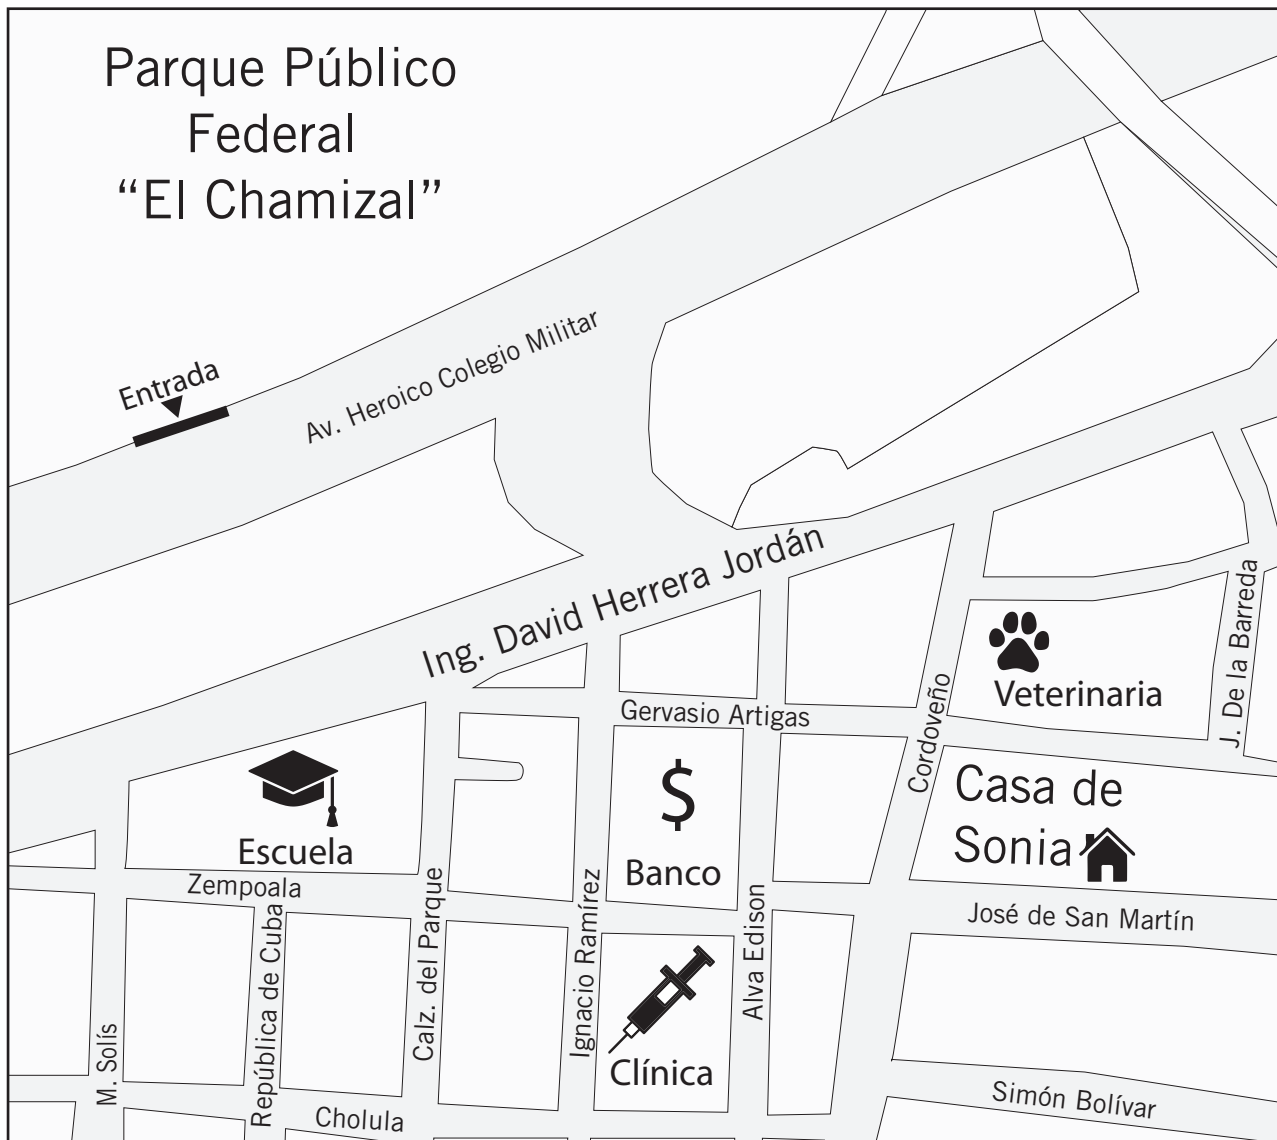 Parque Público
Federal
“El Chamizal”
Entrada
Av. Heroico Colegio Militar
Ing. David Herrera Jordán
Gervasio Artigas
Veterinaria
J. De la Barreda
Cordoveño
Casa de
Sonia
$
Banco
Escuela
Zempoala
José de San Martín
República de Cuba
Calz. del Parque
Ignacio Ramírez
Alva Edison
Clínica
M. Solís
Cholula
Simón Bolívar